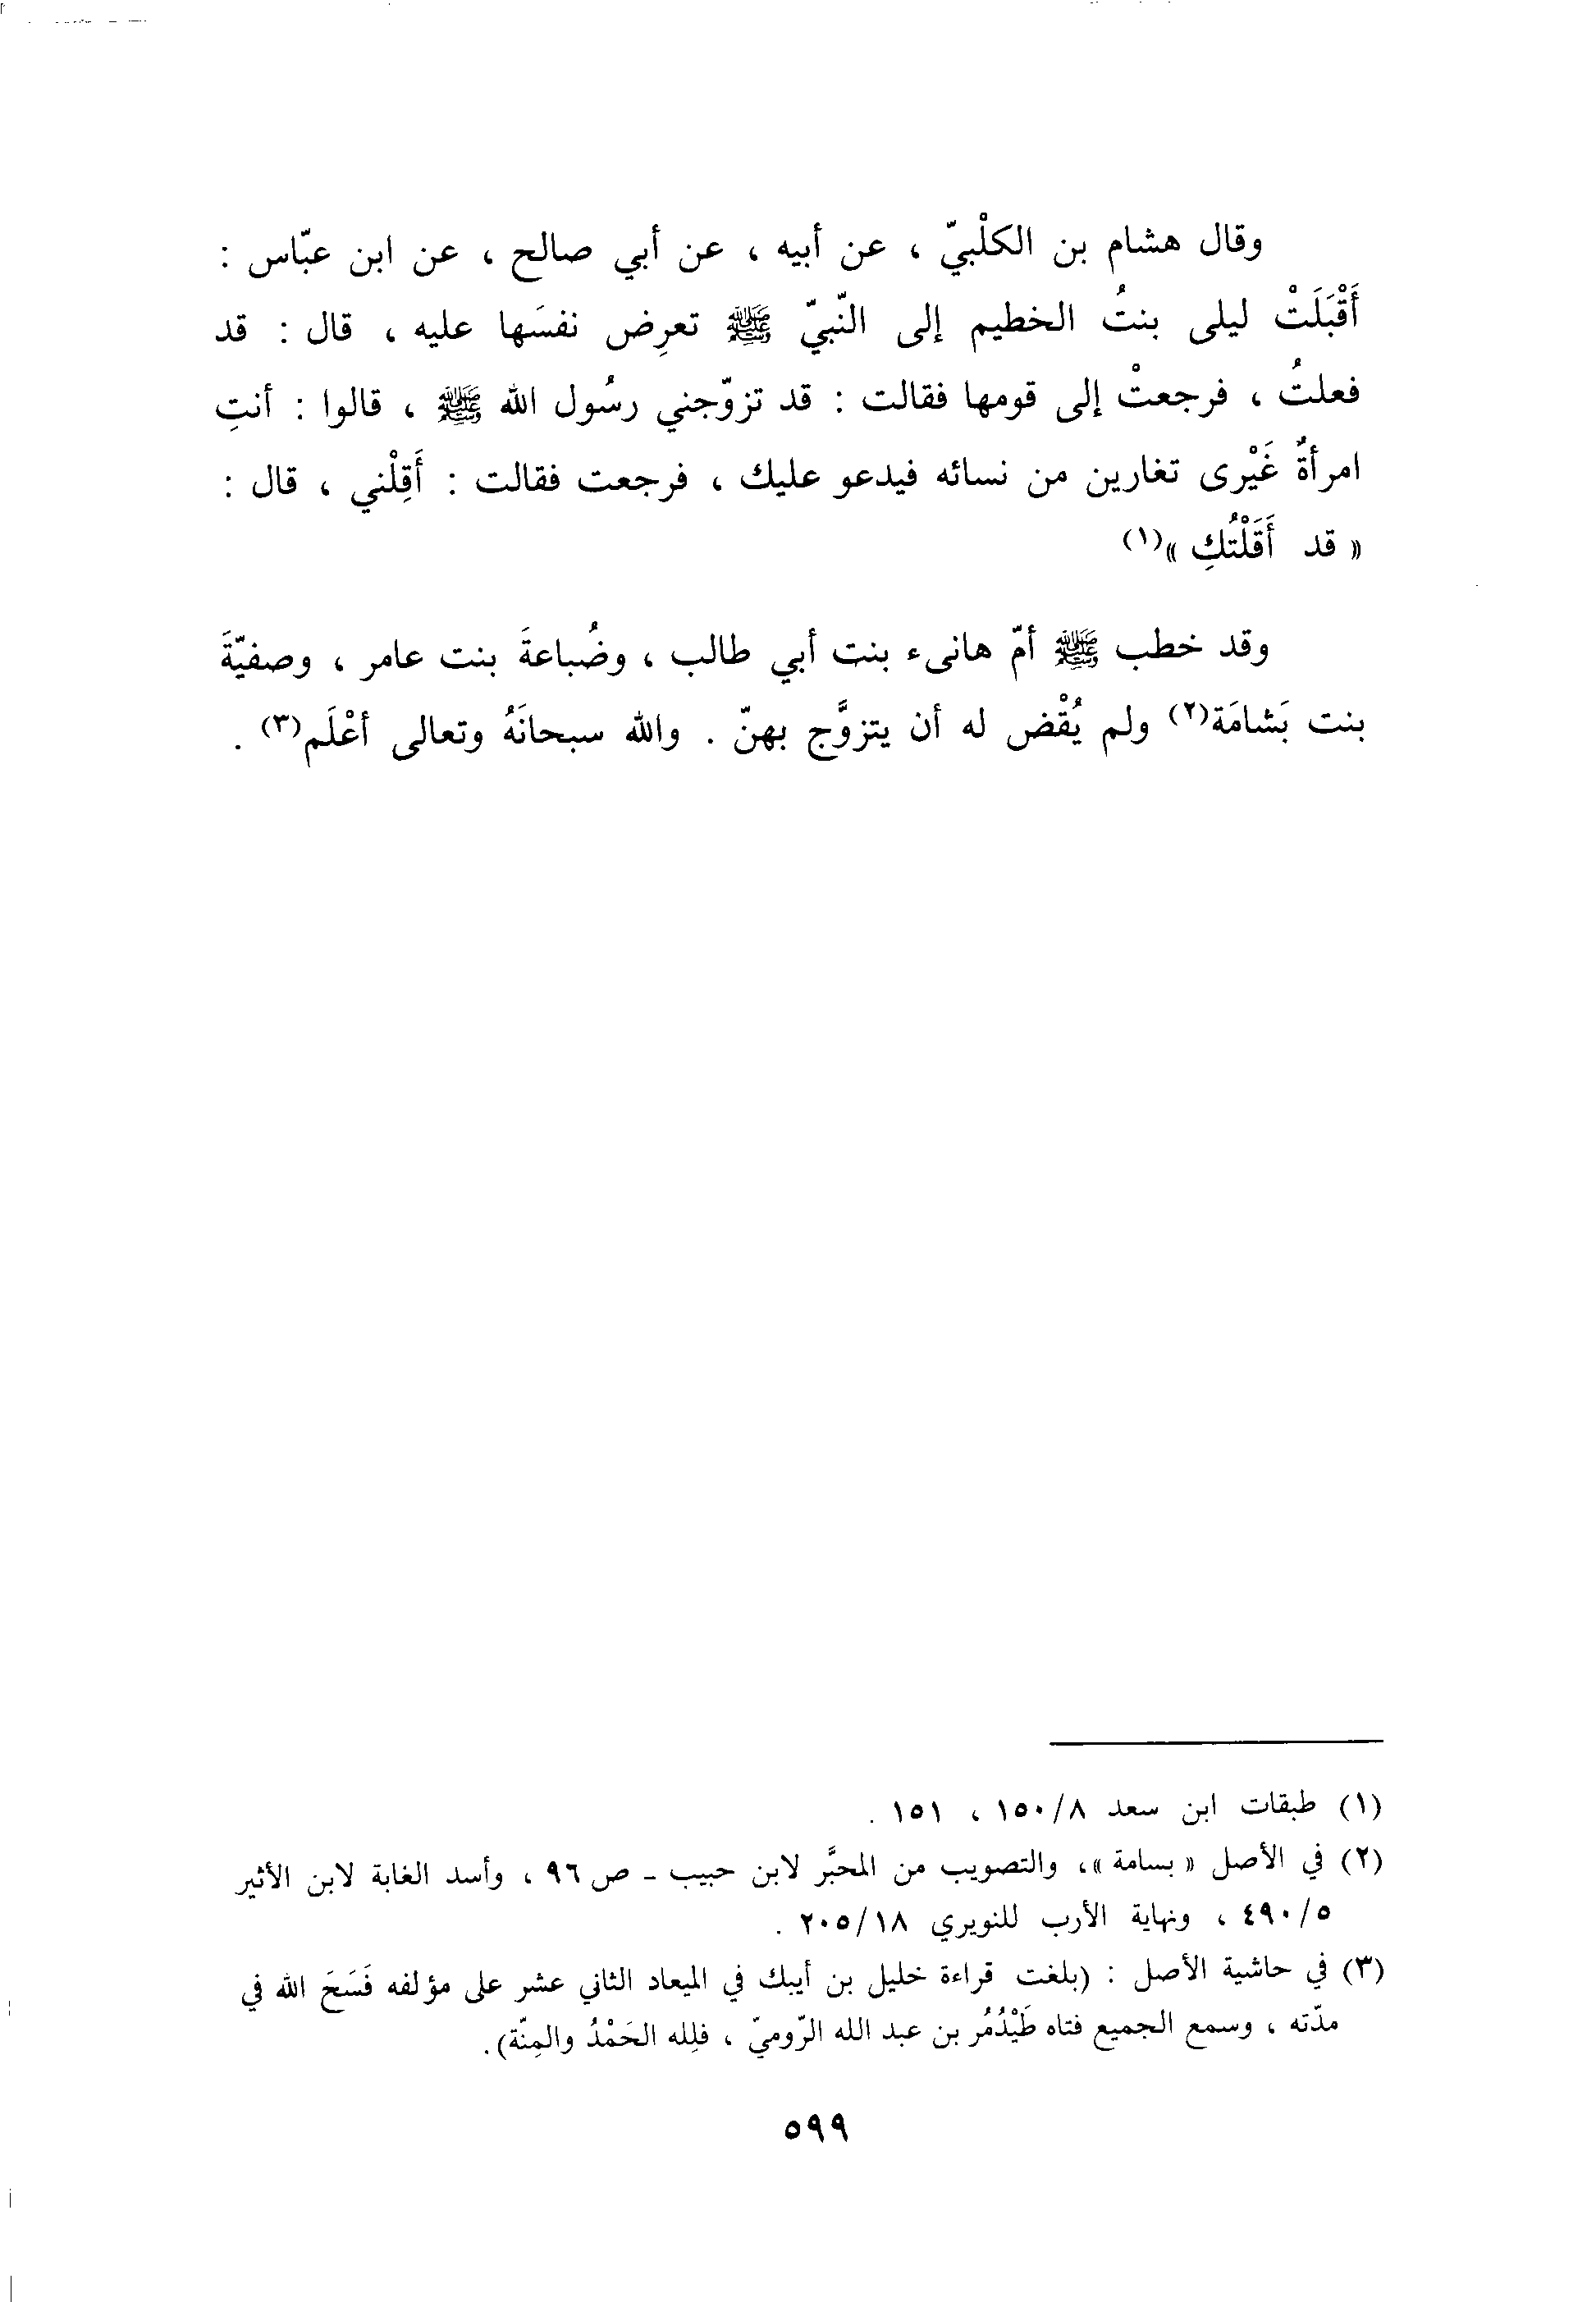 وقال هشام بن الكلْبيّ ، عن أبيه ، عن أبي صالح ، عن ابن عبّاس :
أَقْبَلَتْ ليلى بنتُ الخطيم إلى النّبيّ ﷺ تعرِض نفسَها عليه ، قال : قد
فعلتُ ، فرجعتْ إلى قومها فقالت : قد تزوّجني رسُول الله ﷺ ، قالوا : أنتِ
امرأةٌ غَيْرى تغارين من نسائه فيدعو عليك ، فرجعت فقالت : أَقِلْني ، قال :
« قد أَقَلْتُكِ »(١)
وقد خطب ﷺ أمّ هانىء بنت أبي طالب ، وضُباعةَ بنت عامر ، وصفيّةَ
بنت بَشامَة(٢) ولم يُقْض له أن يتزوَّج بهنّ . والله سبحانَهُ وتعالى أعْلَم(٣) .
(١) طبقات ابن سعد ٨/ ١٥٠ ، ١٥١ .
(٢) في الأصل « بسامة »، والتصويب من المحبَّر لابن حبيب - ص ٩٦ ، وأسد الغابة لابن الأثير
٥/ ٤٩٠ ، ونهاية الأرب للنويري ١٨/ ٢٠٥ .
(٣) في حاشية الأصل : (بلغت قراءة خليل بن أيبك في الميعاد الثاني عشر على مؤلفه فَسَحَ الله في
مدّته ، وسمع الجميع فتاه طَيْدُمُر بن عبد الله الرّوميّ ، فلِله الحَمْدُ والمِنّة).
٥٩٩